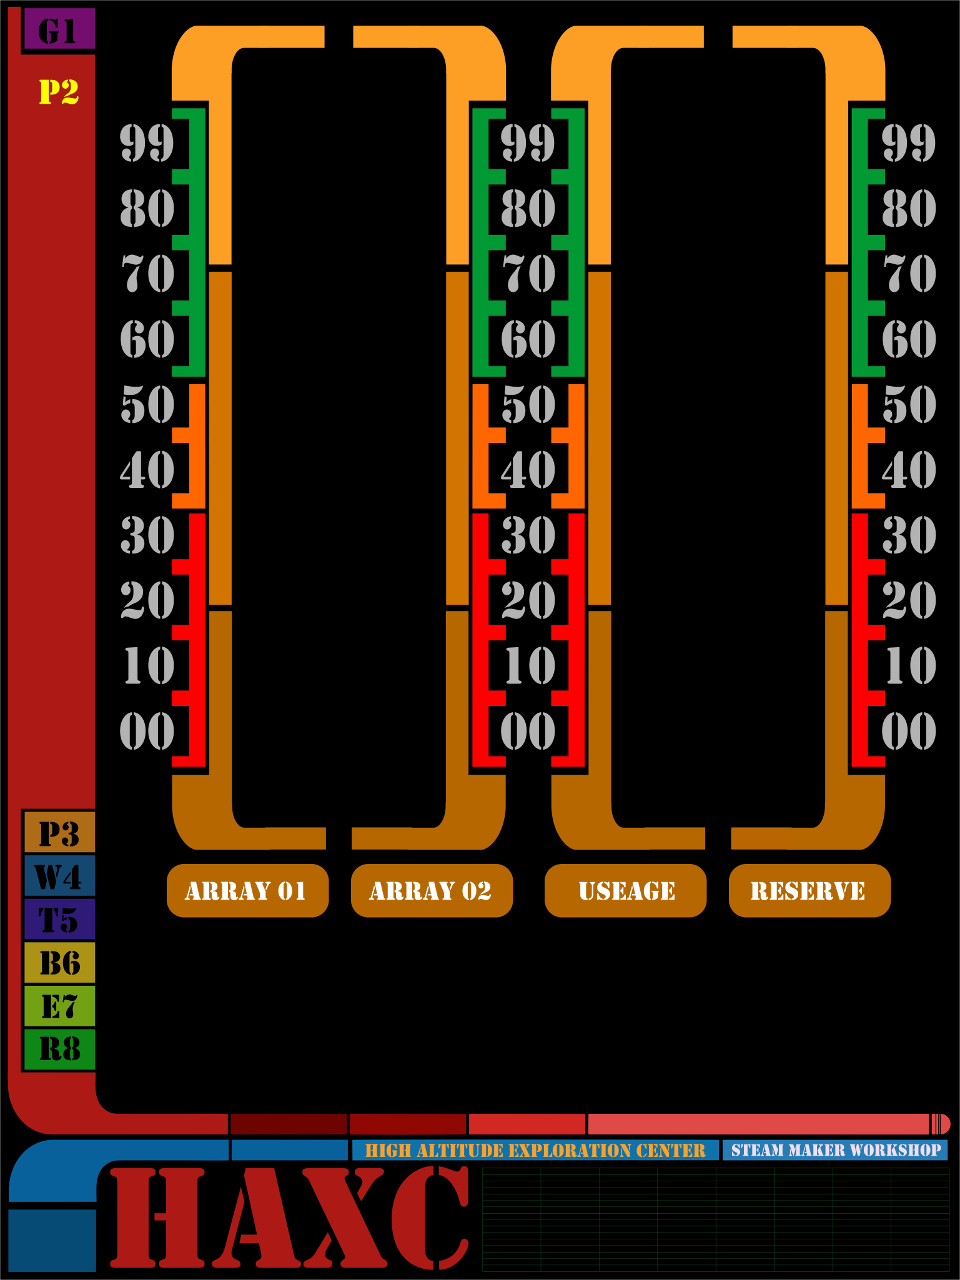 G1
P2
99 99 99
80 80 80
70 70 70
60 60 60
50 50 50
40 40 40
30 30 30
20 20 20
10 10 10
00 00 00
P3
W4
T5
B6
E7
R8
ARRAY 01 ARRAY 02 USEAGE RESERVE
HIGH ALTITUDE EXPLORATION CENTER STEAM MAKER WORKSHOP
HAXC